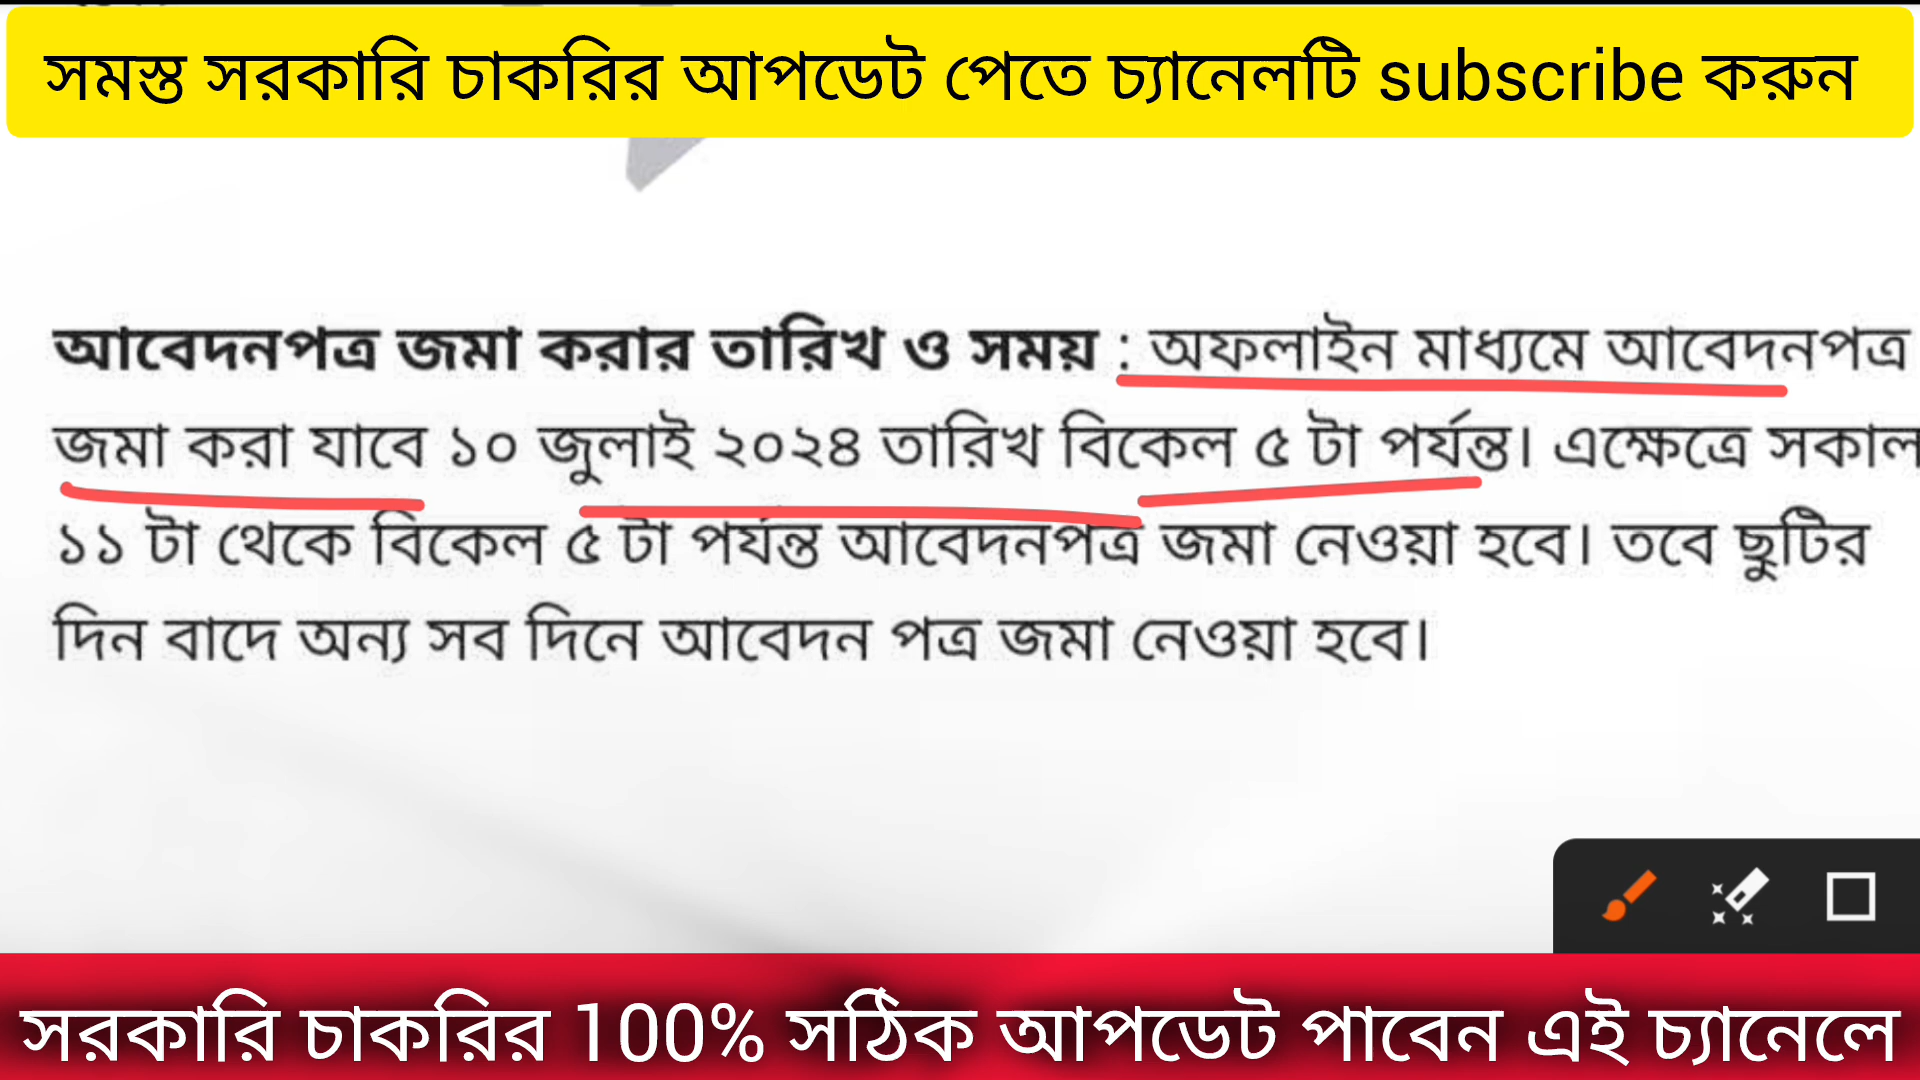 সমস্ত সরকারি চাকরির আপডেট পেতে চ্যানেলটি subscribe করুন
আবেদনপত্র জমা করার তারিখ ও সময় : অফলাইন মাধ্যমে আবেদনপত্র
জমা করা যাবে ১০ জুলাই ২০২৪ তারিখ বিকেল ৫ টা পর্যন্ত। এক্ষেত্রে সকাল
১১ টা থেকে বিকেল ৫ টা পর্যন্ত আবেদনপত্র জমা নেওয়া হবে। তবে ছুটির
দিন বাদে অন্য সব দিনে আবেদন পত্র জমা নেওয়া হবে।
সরকারি চাকরির 100% সঠিক আপডেট পাবেন এই চ্যানেলে